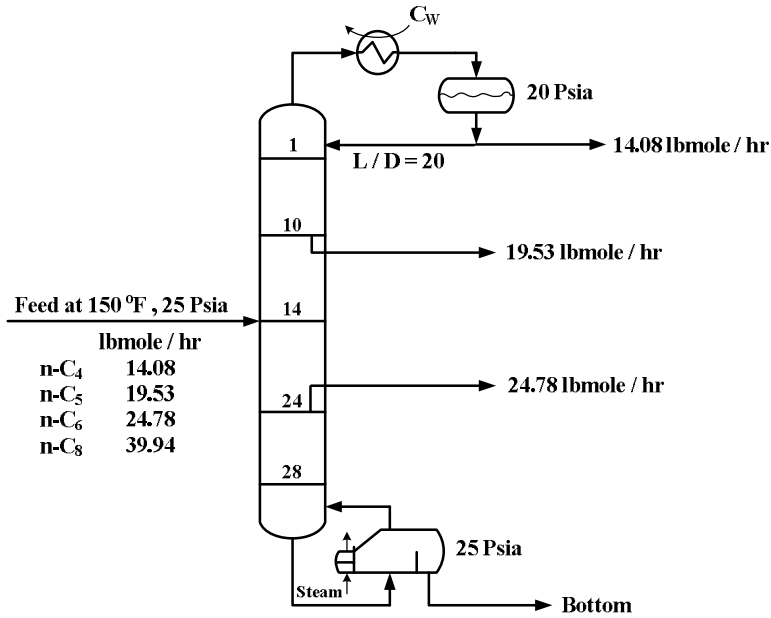 C_W
20 Psia
1
14.08 lbmole / hr
L / D = 20
10
19.53 lbmole / hr
Feed at 150 °F , 25 Psia
14
lbmole / hr
n-C₄ 14.08
n-C₅ 19.53
n-C₆ 24.78
n-C₈ 39.94
24.78 lbmole / hr
24
28
25 Psia
Steam
Bottom